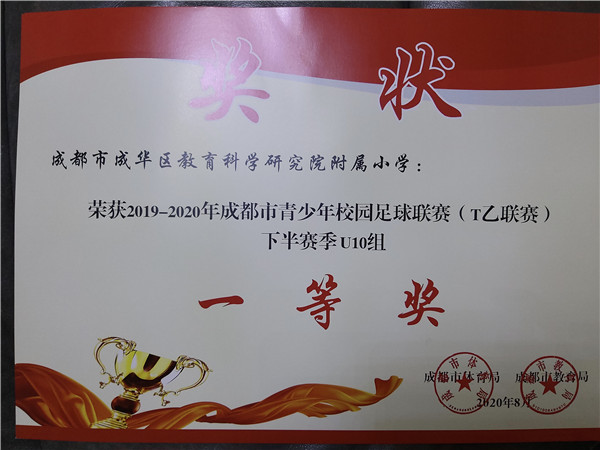 奖状
成都市成华区教育科学研究院附属小学：
荣获2019-2020年成都市青少年校园足球联赛（T乙联赛）
下半赛季U10组
一等奖
成都市体育局 成都市教育局
2020年8月